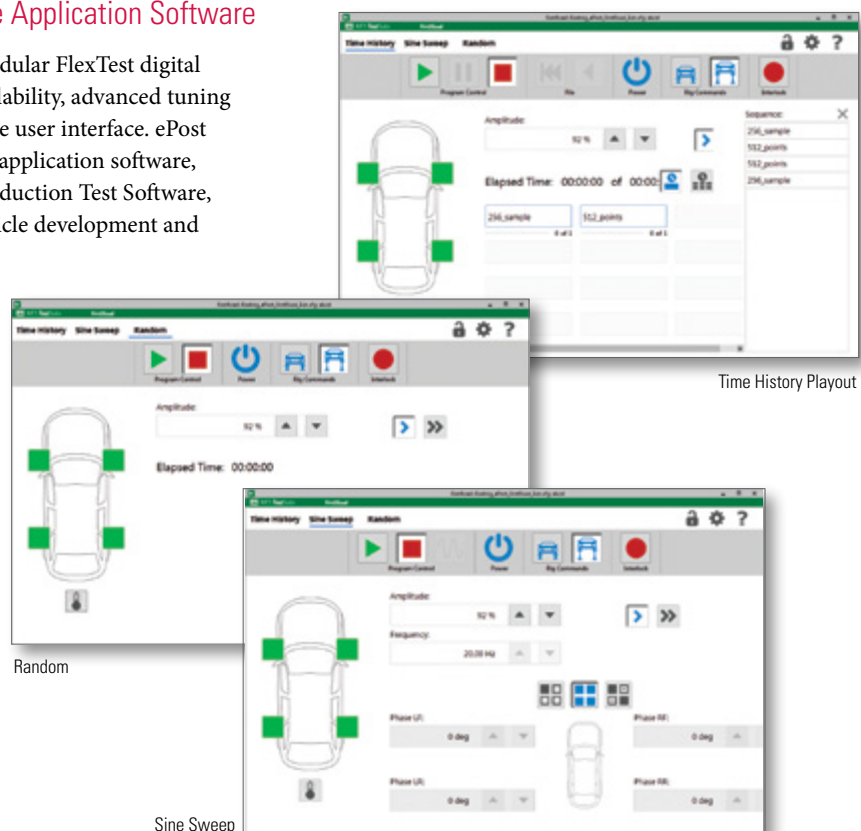 e Application Software
dular FlexTest digital
lability, advanced tuning
e user interface. ePost
application software,
duction Test Software,
icle development and
Time History Sine Sweep Random
Program Control File Power Rig Commands Interlock
Amplitude:
92 %
Elapsed Time: 00:00:00 of 00:00:
256_sample 512_points
0 of 1 0 of 1
Sequence:
256_sample
512_points
512_points
256_sample
Time History Playout
Time History Sine Sweep Random
Program Control Power Rig Commands Interlock
Amplitude:
92 %
Elapsed Time: 00:00:00
Random
Time History Sine Sweep Random
Program Control Power Rig Commands Interlock
Amplitude:
92 %
Frequency:
20.00 Hz
Phase LF: Phase RF:
0 deg 0 deg
Phase LR: Phase RR:
0 deg 0 deg
Sine Sweep